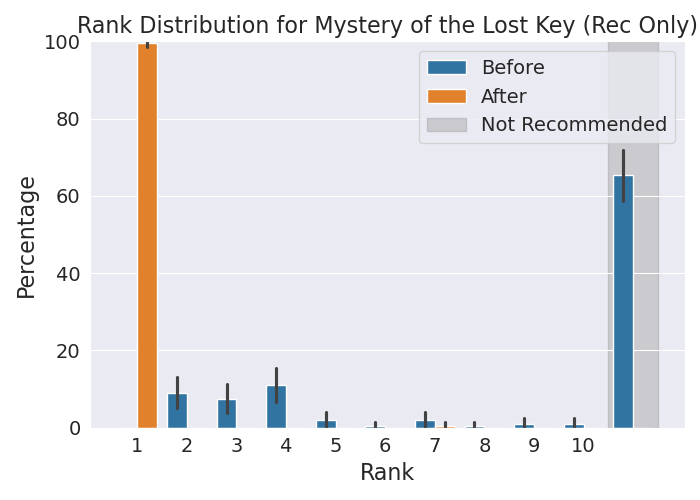 Rank Distribution for Mystery of the Lost Key (Rec Only)
100
80
60
40
20
0
Percentage
Before
After
Not Recommended
1 2 3 4 5 6 7 8 9 10
Rank